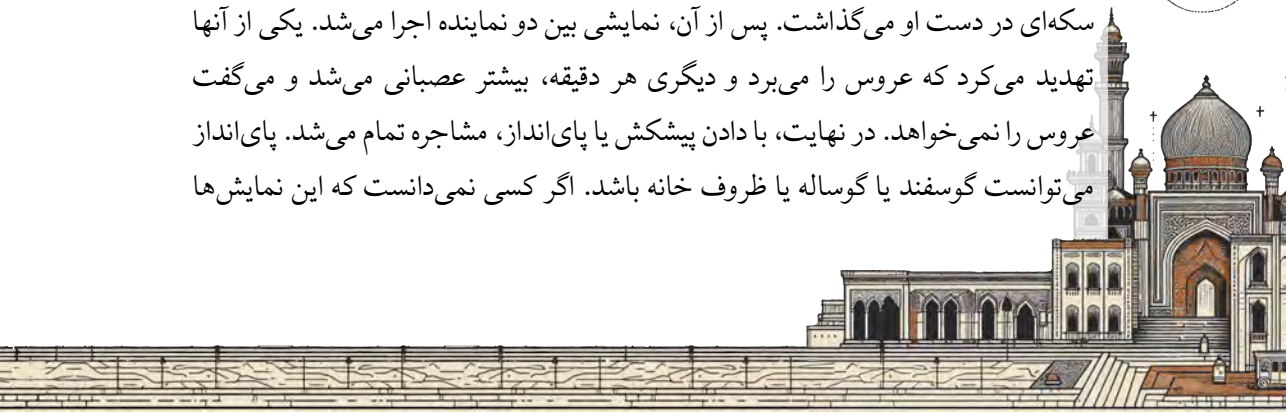 سکه‌ای در دست او می‌گذاشت. پس از آن، نمایشی بین دو نماینده اجرا می‌شد. یکی از آنها
تهدید می‌کرد که عروس را می‌برد و دیگری هر دقیقه، بیشتر عصبانی می‌شد و می‌گفت
عروس را نمی‌خواهد. در نهایت، با دادن پیشکش یا پای‌انداز، مشاجره تمام می‌شد. پای‌انداز
می‌توانست گوسفند یا گوساله یا ظروف خانه باشد. اگر کسی نمی‌دانست که این نمایش‌ها